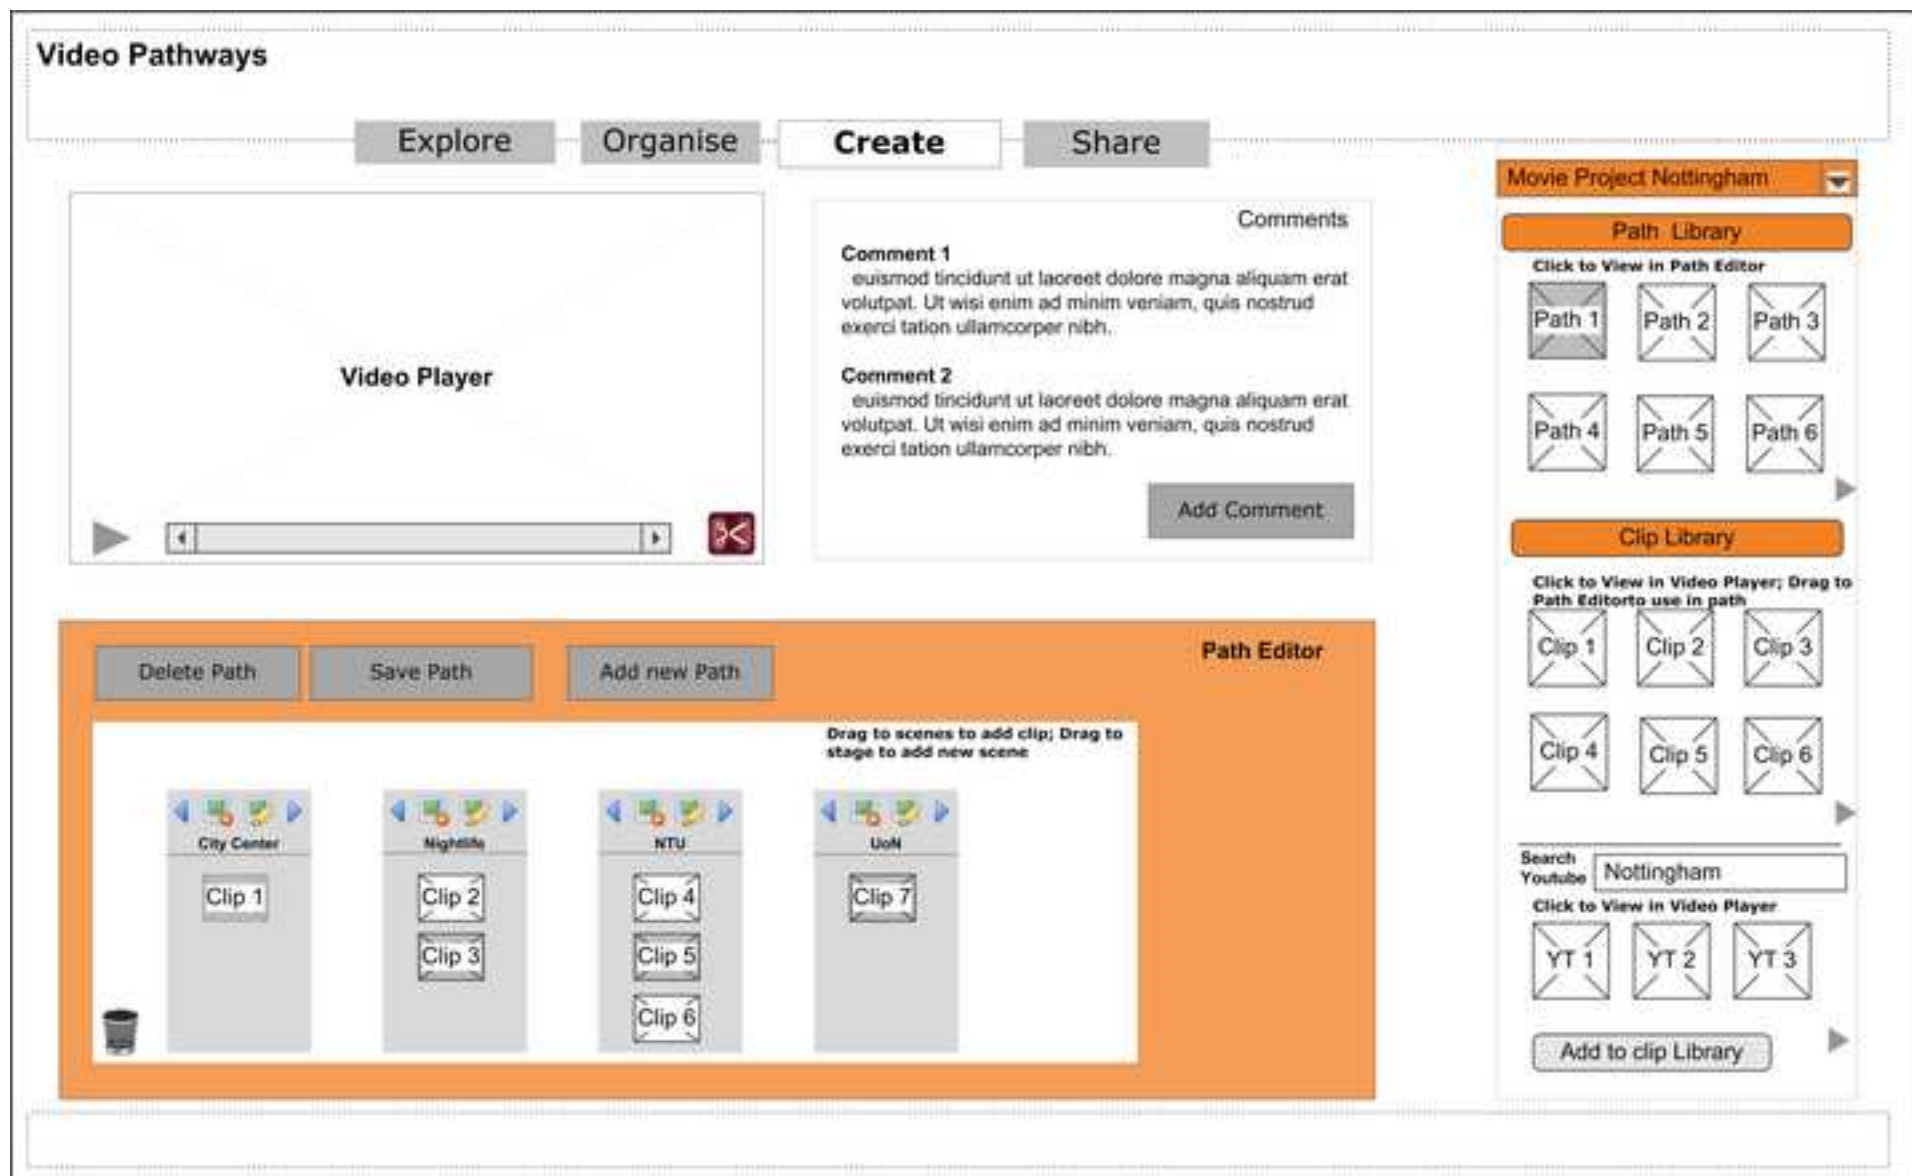 Video Pathways
Explore
Organise
Create
Share
Video Player
Comments
Comment 1
euismod tincidunt ut laoreet dolore magna aliquam erat
volutpat. Ut wisi enim ad minim veniam, quis nostrud
exerci tation ullamcorper nibh.
Comment 2
euismod tincidunt ut laoreet dolore magna aliquam erat
volutpat. Ut wisi enim ad minim veniam, quis nostrud
exerci tation ullamcorper nibh.
Add Comment
Path Editor
Delete Path
Save Path
Add new Path
Drag to scenes to add clip; Drag to
stage to add new scene
City Center
Clip 1
Nightlife
Clip 2
Clip 3
NTU
Clip 4
Clip 5
Clip 6
UoN
Clip 7
Movie Project Nottingham
Path Library
Click to View in Path Editor
Path 1
Path 2
Path 3
Path 4
Path 5
Path 6
Clip Library
Click to View in Video Player; Drag to
Path Editorto use in path
Clip 1
Clip 2
Clip 3
Clip 4
Clip 5
Clip 6
Search
Youtube
Nottingham
Click to View in Video Player
YT 1
YT 2
YT 3
Add to clip Library